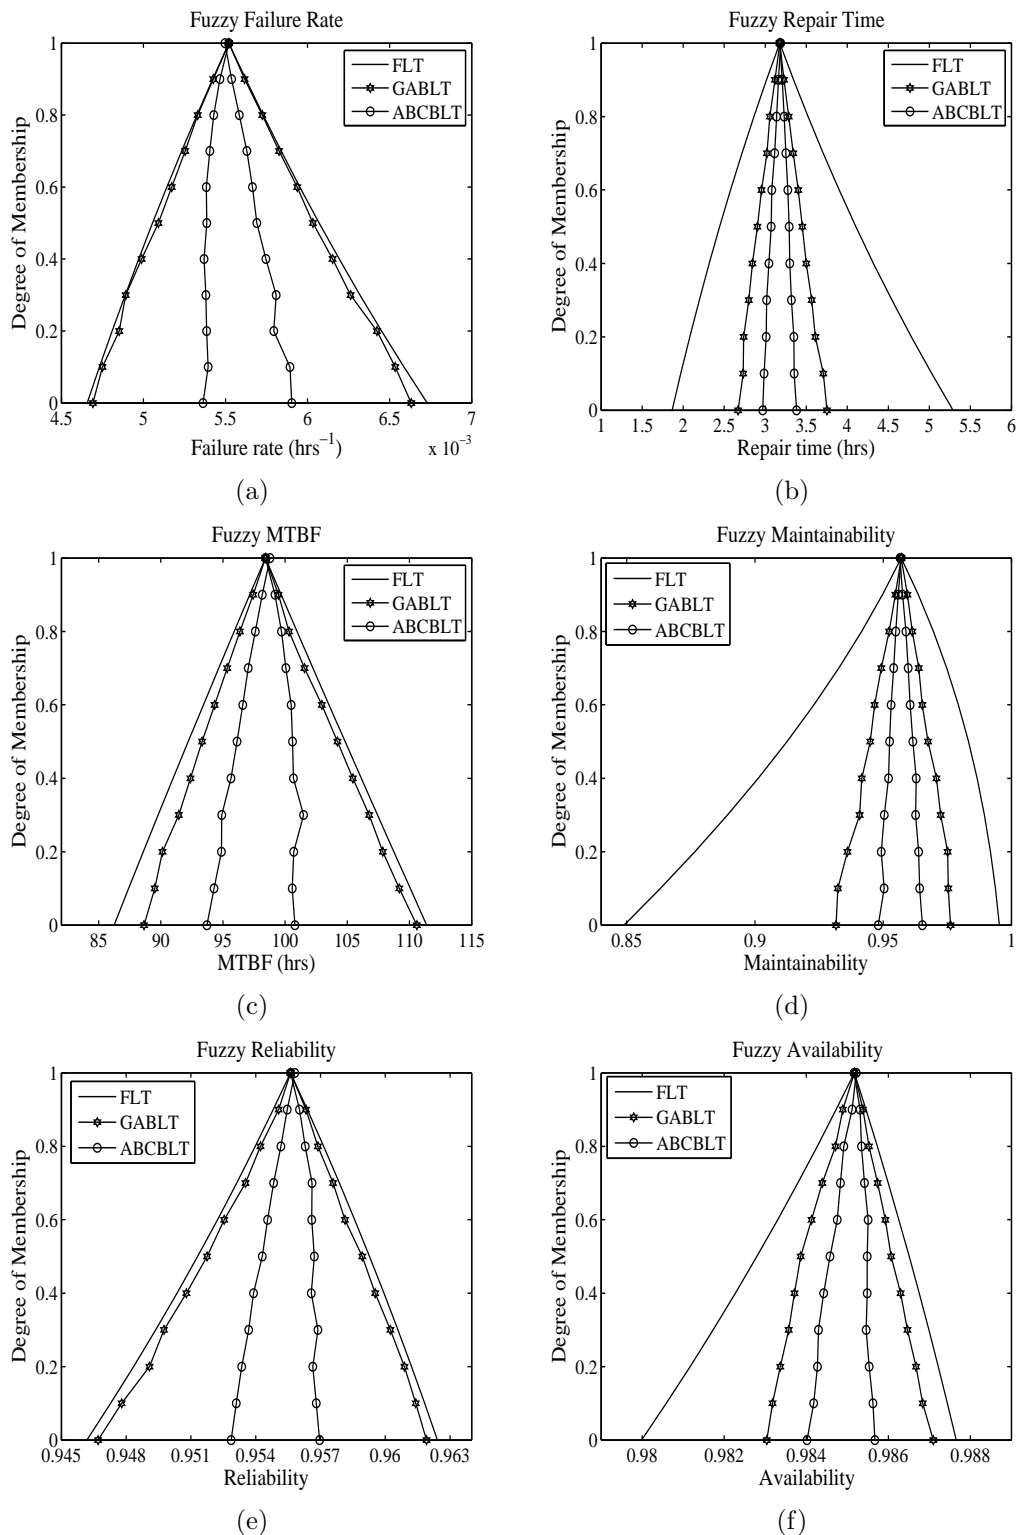 Fuzzy Failure Rate
Degree of Membership
1
0.8
0.6
0.4
0.2
0
FLT
GABLT
ABCBLT
4.5 5 5.5 6 6.5 7
Failure rate (hrs⁻¹) x 10⁻³
(a)
Fuzzy Repair Time
Degree of Membership
1
0.8
0.6
0.4
0.2
0
FLT
GABLT
ABCBLT
1 1.5 2 2.5 3 3.5 4 4.5 5 5.5 6
Repair time (hrs)
(b)
Fuzzy MTBF
Degree of Membership
1
0.8
0.6
0.4
0.2
0
FLT
GABLT
ABCBLT
85 90 95 100 105 110 115
MTBF (hrs)
(c)
Fuzzy Maintainability
Degree of Membership
1
0.8
0.6
0.4
0.2
0
FLT
GABLT
ABCBLT
0.85 0.9 0.95 1
Maintainability
(d)
Fuzzy Reliability
Degree of Membership
1
0.8
0.6
0.4
0.2
0
FLT
GABLT
ABCBLT
0.945 0.948 0.951 0.954 0.957 0.96 0.963
Reliability
(e)
Fuzzy Availability
Degree of Membership
1
0.8
0.6
0.4
0.2
0
FLT
GABLT
ABCBLT
0.98 0.982 0.984 0.986 0.988
Availability
(f)